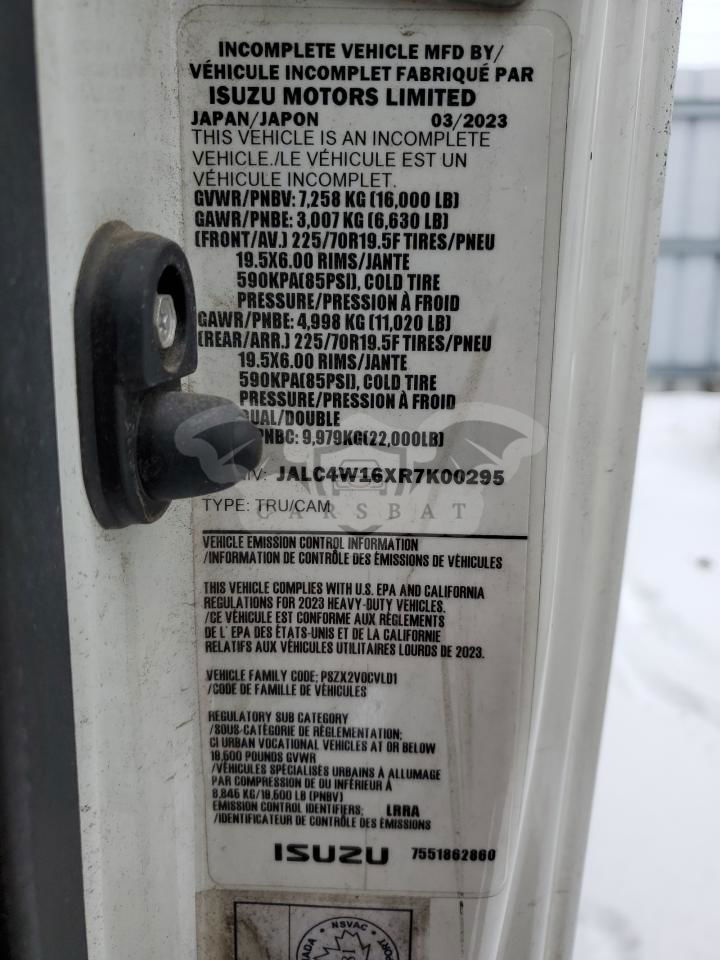 INCOMPLETE VEHICLE MFD BY/
VÉHICULE INCOMPLET FABRIQUÉ PAR
ISUZU MOTORS LIMITED
JAPAN/JAPON 03/2023
THIS VEHICLE IS AN INCOMPLETE
VEHICLE./LE VÉHICULE EST UN
VÉHICULE INCOMPLET.
GVWR/PNBV: 7,258 KG (16,000 LB)
GAWR/PNBE: 3,007 KG (6,630 LB)
(FRONT/AV.) 225/70R19.5F TIRES/PNEU
19.5X6.00 RIMS/JANTE
590KPA(85PSI), COLD TIRE
PRESSURE/PRESSION À FROID
GAWR/PNBE: 4,998 KG (11,020 LB)
(REAR/ARR.) 225/70R19.5F TIRES/PNEU
19.5X6.00 RIMS/JANTE
590KPA(85PSI), COLD TIRE
PRESSURE/PRESSION À FROID
DUAL/DOUBLE
PNBC: 9,979KG(22,000LB)
JALC4W16XR7K00295
TYPE: TRU/CAM
CARSBAT
VEHICLE EMISSION CONTROL INFORMATION
/INFORMATION DE CONTRÔLE DES ÉMISSIONS DE VÉHICULES
THIS VEHICLE COMPLIES WITH U.S. EPA AND CALIFORNIA
REGULATIONS FOR 2023 HEAVY-DUTY VEHICLES.
/CE VÉHICULE EST CONFORME AUX RÈGLEMENTS
DE L' EPA DES ÉTATS-UNIS ET DE LA CALIFORNIE
RELATIFS AUX VÉHICULES UTILITAIRES LOURDS DE 2023.
VEHICLE FAMILY CODE; PSZX2VOCVLD1
/CODE DE FAMILLE DE VÉHICULES
REGULATORY SUB CATEGORY
/SOUS-CATÉGORIE DE RÉGLEMENTATION;
CI URBAN VOCATIONAL VEHICLES AT OR BELOW
19,500 POUNDS GVWR
/VÉHICULES SPÉCIALISÉS URBAINS À ALLUMAGE
PAR COMPRESSION DE OU INFÉRIEUR À
8,845 KG/19,500 LB (PNBV)
EMISSION CONTROL IDENTIFIERS; LRRA
/IDENTIFICATEUR DE CONTRÔLE DES ÉMISSIONS
ISUZU 7551862860
NSVAC